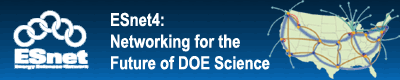 ESnet4:
Networking for the
Future of DOE Science
ESnet